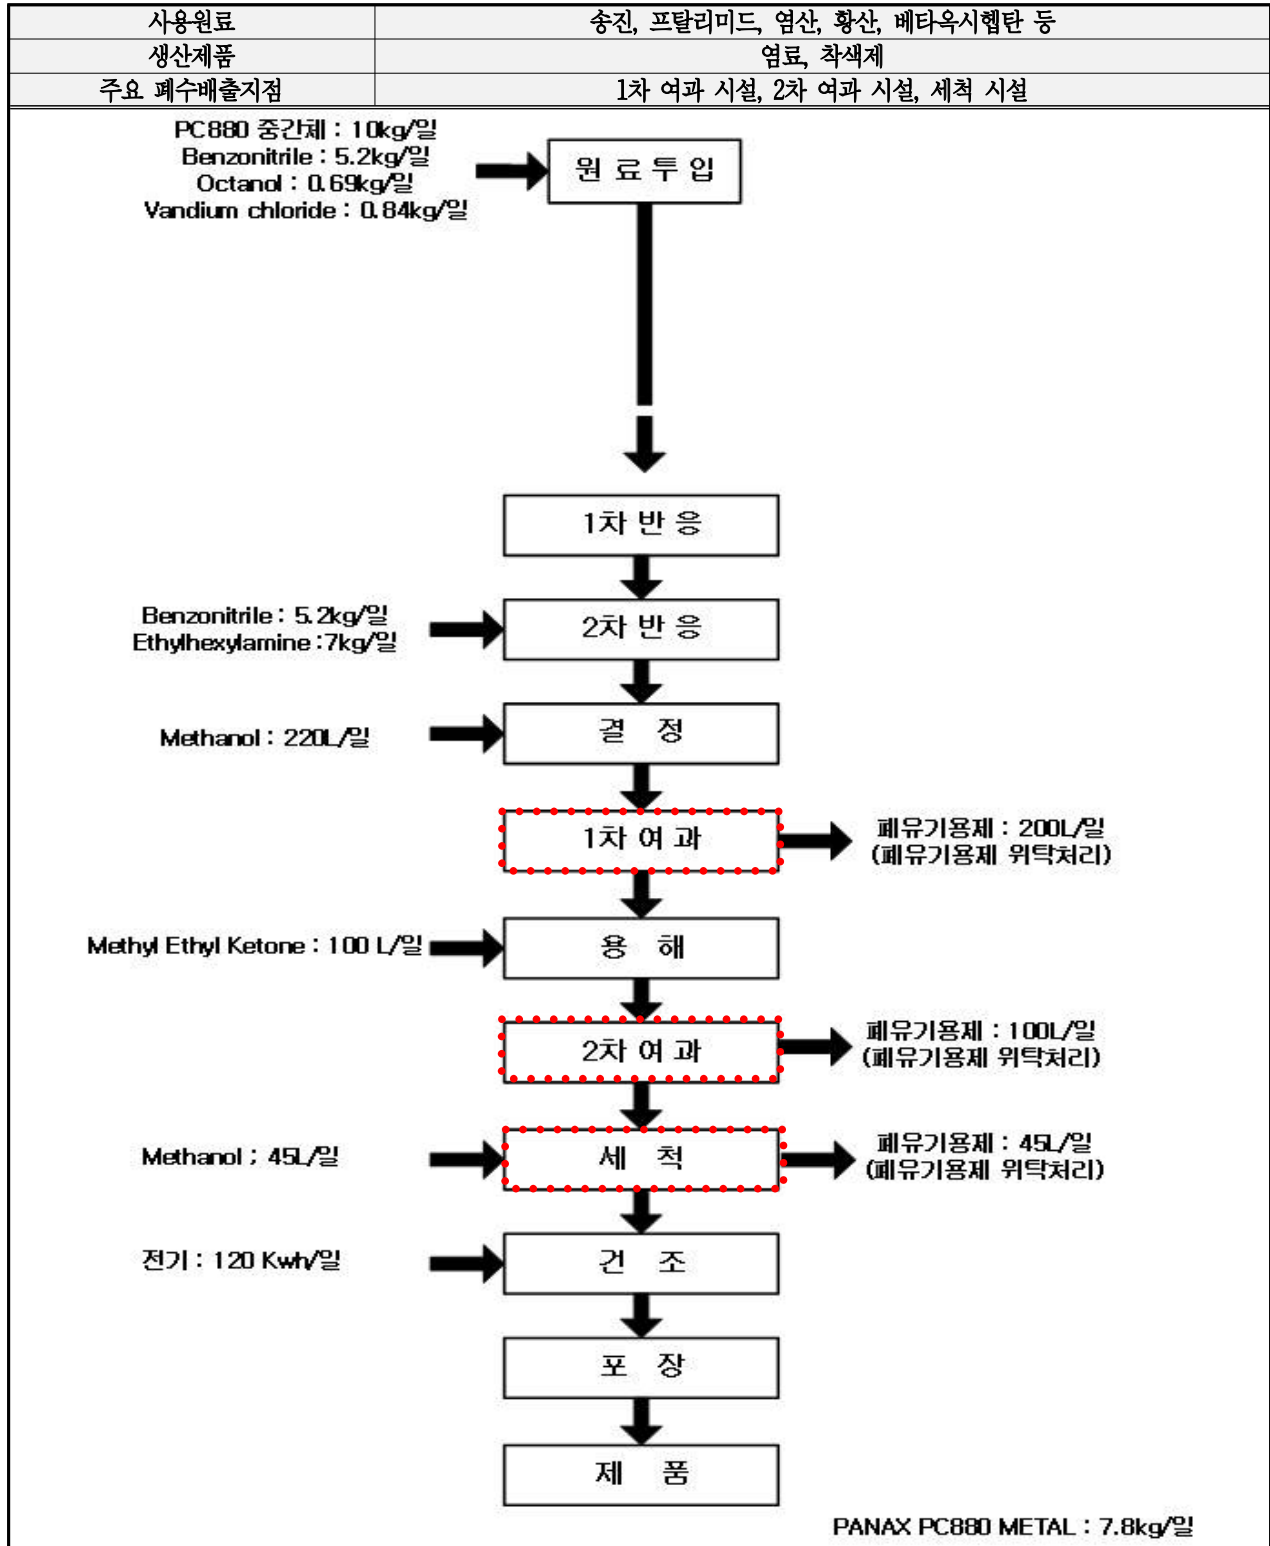 사용원료 송진, 프탈리미드, 염산, 황산, 베타옥시헵탄 등
생산제품 염료, 착색제
주요 폐수배출지점 1차 여과 시설, 2차 여과 시설, 세척 시설
PC880 중간체 : 10kg/일
Benzonitrile : 5.2kg/일
Octanol : 0.69kg/일
Vandium chloride : 0.84kg/일
원 료 투 입
1차 반 응
Benzonitrile : 5.2kg/일
Ethylhexylamine :7kg/일
2차 반 응
Methanol : 220L/일
결 정
1차 여 과
폐유기용제 : 200L/일
(폐유기용제 위탁처리)
Methyl Ethyl Ketone : 100 L/일
용 해
2차 여 과
폐유기용제 : 100L/일
(폐유기용제 위탁처리)
Methanol ; 45L/일
세 척
폐유기용제 : 45L/일
(폐유기용제 위탁처리)
전기 : 120 Kwh/일
건 조
포 장
제 품
PANAX PC880 METAL : 7.8kg/일